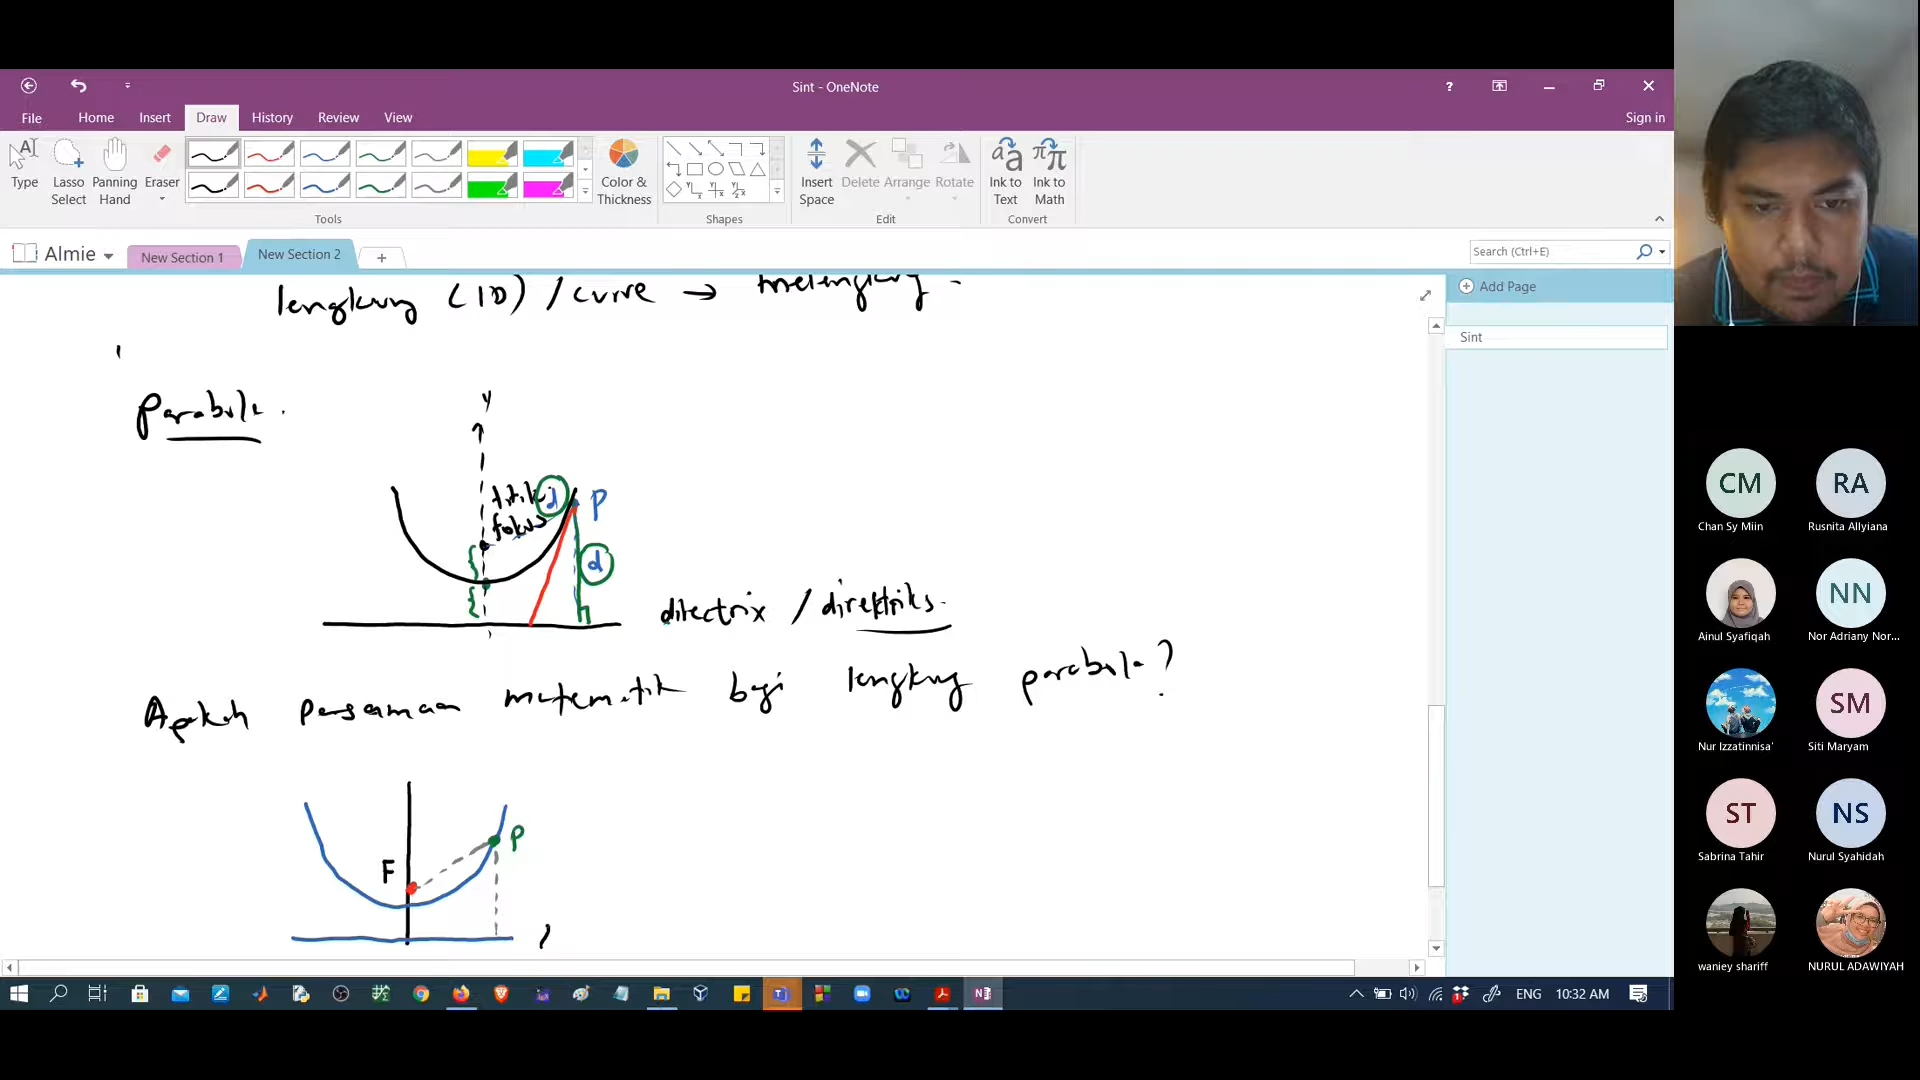 Sint - OneNote
?
File Home Insert Draw History Review View Sign in
Type Lasso Select Panning Hand Eraser Color & Thickness Insert Space Delete Arrange Rotate Ink to Text Ink to Math
Tools Shapes Edit Convert
Almie New Section 1 New Section 2 + Search (Ctrl+E)
Add Page
Sint
lengkung (1D) / curve → melengkung
Parabola.
y
titik fokus
d P
d
directrix / direktriks.
Apakah persamaan matematik bagi lengkung parabola?
F P
CM RA
Chan Sy Miin Rusnita Allyiana
NN
Ainul Syafiqah Nor Adriany Nor...
SM
Nur Izzatinnisa' Siti Maryam
ST NS
Sabrina Tahir Nurul Syahidah
waniey shariff NURUL ADAWIYAH
ENG 10:32 AM